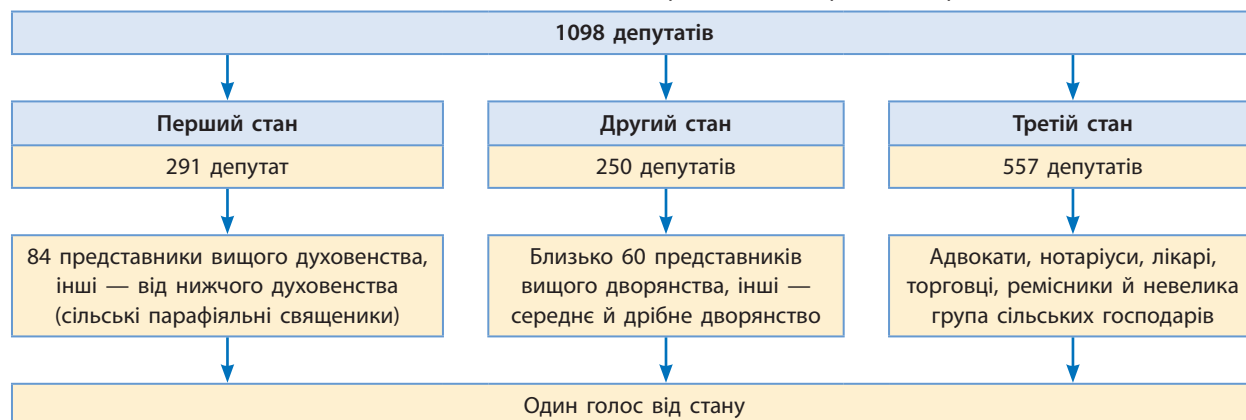 1098 депутатів
Перший стан
Другий стан
Третій стан
291 депутат
250 депутатів
557 депутатів
84 представники вищого духовенства,
інші — від нижчого духовенства
(сільські парафіяльні священики)
Близько 60 представників
вищого дворянства, інші —
середнє й дрібне дворянство
Адвокати, нотаріуси, лікарі,
торговці, ремісники й невелика
група сільських господарів
Один голос від стану